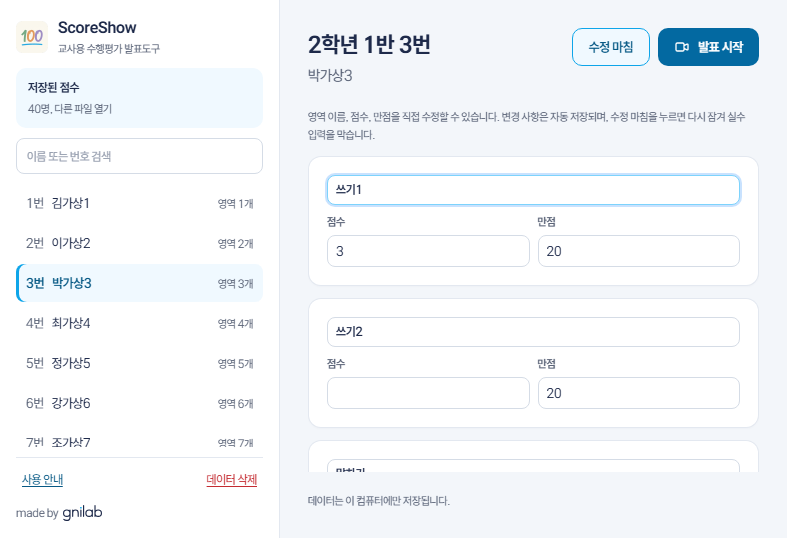 100
ScoreShow
교사용 수행평가 발표도구
저장된 점수
40명, 다른 파일 열기
이름 또는 번호 검색
1번 김가상1 영역 1개
2번 이가상2 영역 2개
3번 박가상3 영역 3개
4번 최가상4 영역 4개
5번 정가상5 영역 5개
6번 강가상6 영역 6개
7번 조가상7 영역 7개
사용 안내 데이터 삭제
made by gnilab
2학년 1반 3번
박가상3
수정 마침
발표 시작
영역 이름, 점수, 만점을 직접 수정할 수 있습니다. 변경 사항은 자동 저장되며, 수정 마침을 누르면 다시 잠겨 실수
입력을 막습니다.
쓰기1
점수 만점
3 20
쓰기2
점수 만점
20
데이터는 이 컴퓨터에만 저장됩니다.